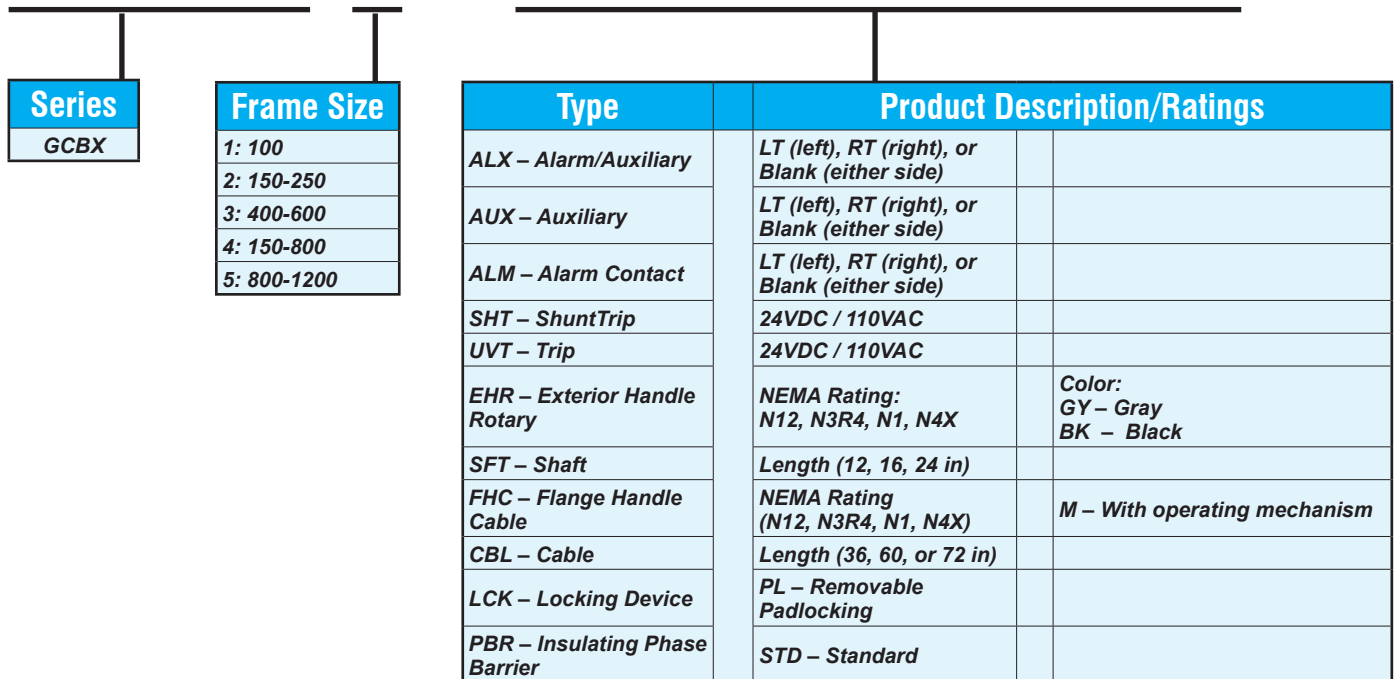 Series
GCBX
Frame Size
1: 100
2: 150-250
3: 400-600
4: 150-800
5: 800-1200
Type
Product Description/Ratings
ALX – Alarm/Auxiliary
LT (left), RT (right), or
Blank (either side)
AUX – Auxiliary
LT (left), RT (right), or
Blank (either side)
ALM – Alarm Contact
LT (left), RT (right), or
Blank (either side)
SHT – ShuntTrip
24VDC / 110VAC
UVT – Trip
24VDC / 110VAC
EHR – Exterior Handle
Rotary
NEMA Rating:
N12, N3R4, N1, N4X
Color:
GY – Gray
BK – Black
SFT – Shaft
Length (12, 16, 24 in)
FHC – Flange Handle
Cable
NEMA Rating
(N12, N3R4, N1, N4X)
M – With operating mechanism
CBL – Cable
Length (36, 60, or 72 in)
LCK – Locking Device
PL – Removable
Padlocking
PBR – Insulating Phase
Barrier
STD – Standard